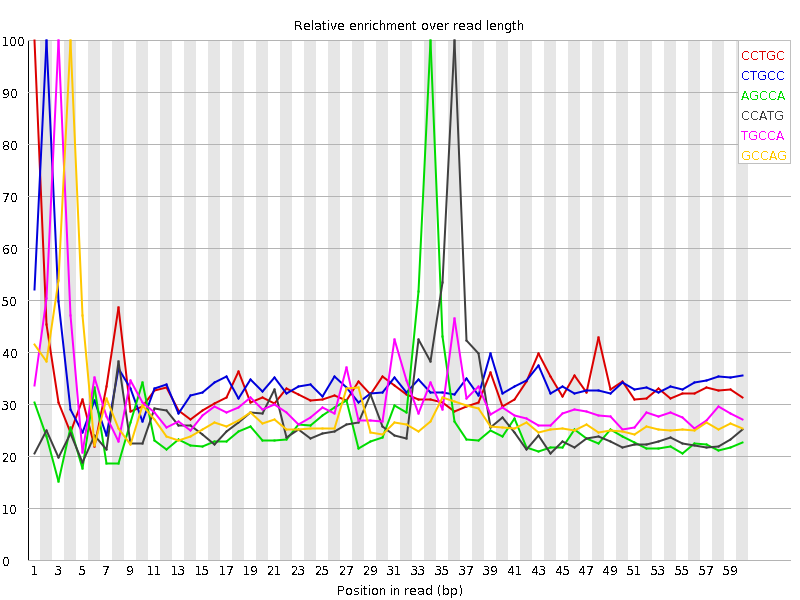 Relative enrichment over read length
100
90
80
70
60
50
40
30
20
10
0
CCTGC
CTGCC
AGCCA
CCATG
TGCCA
GCCAG
1 3 5 7 9 11 13 15 17 19 21 23 25 27 29 31 33 35 37 39 41 43 45 47 49 51 53 55 57 59
Position in read (bp)